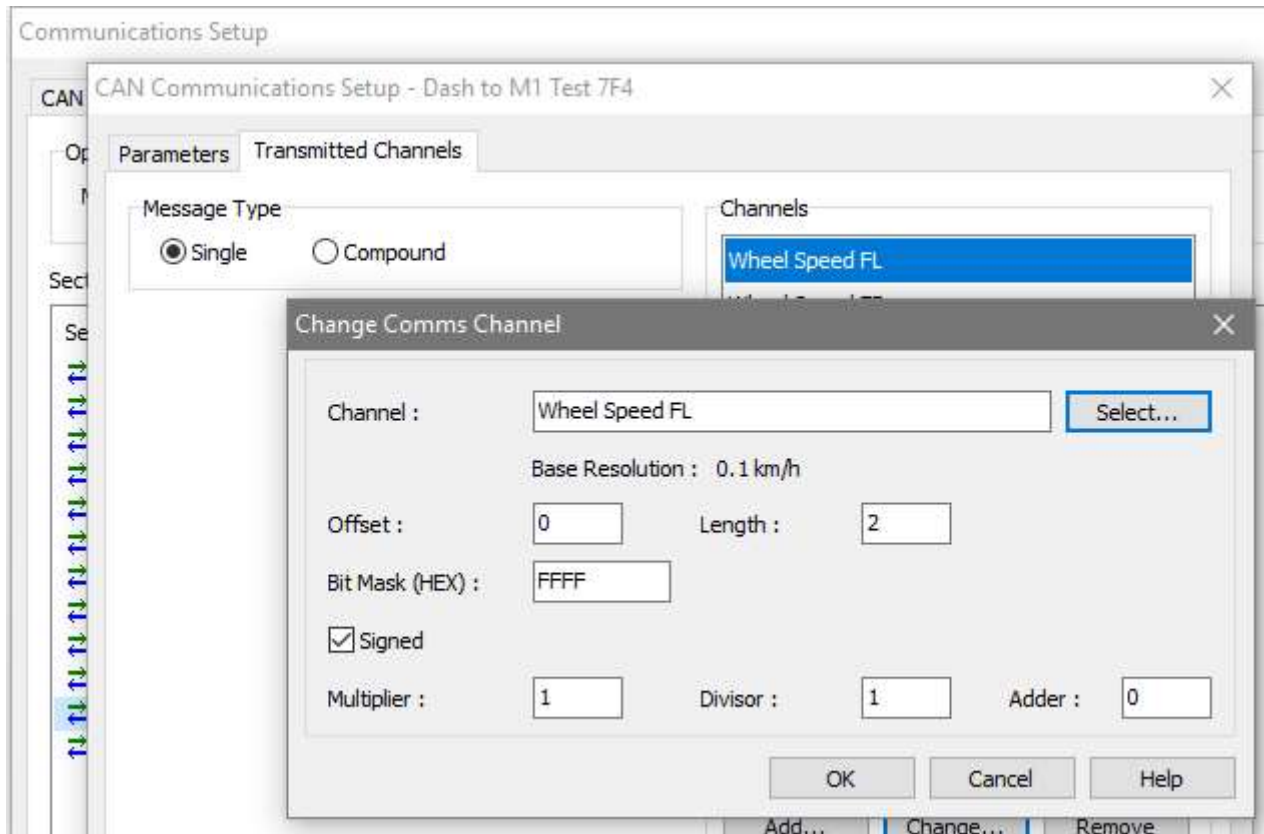 Communications Setup
CAN
CAN Communications Setup - Dash to M1 Test 7F4
Parameters
Transmitted Channels
Message Type
Channels
Single
Compound
Wheel Speed FL
Sect
Se
Change Comms Channel
Channel :
Wheel Speed FL
Select...
Base Resolution : 0.1 km/h
Offset :
0
Length :
2
Bit Mask (HEX) :
FFFF
Signed
Multiplier :
1
Divisor :
1
Adder :
0
OK
Cancel
Help
Add...
Change...
Remove